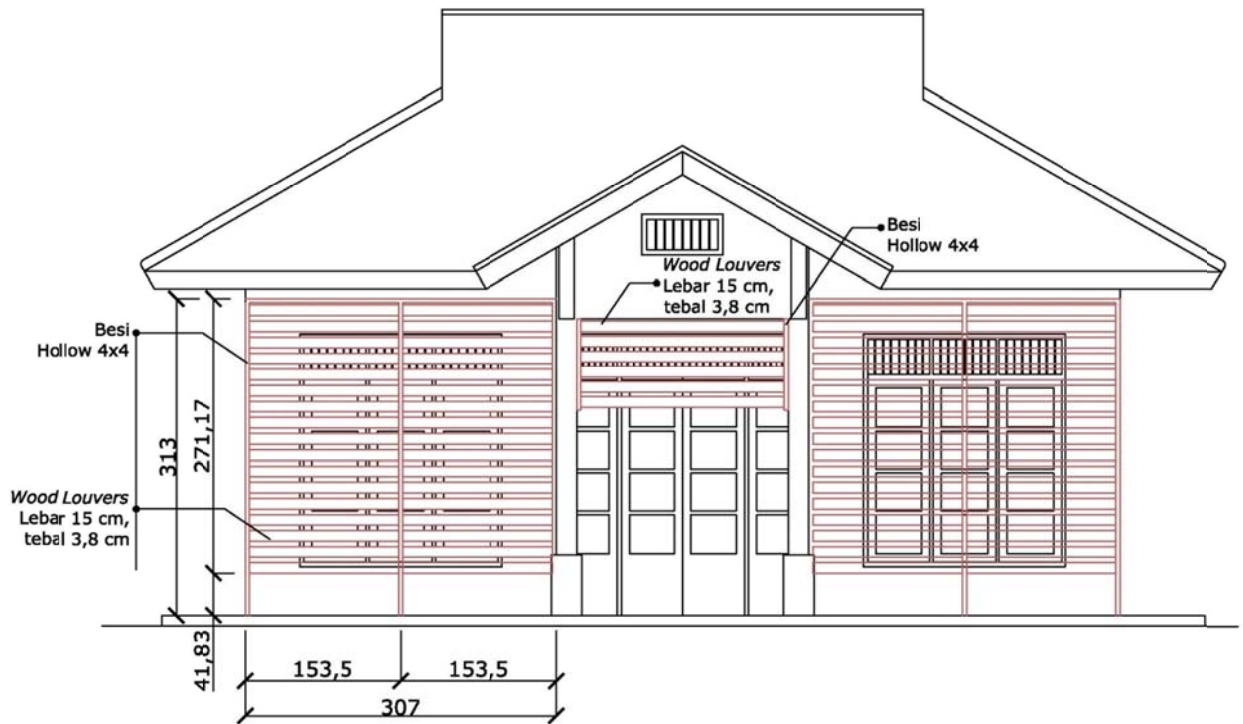 Besi
Hollow 4x4
Wood Louvers
Lebar 15 cm,
tebal 3,8 cm
Besi
Hollow 4x4
313
271,17
Wood Louvers
Lebar 15 cm,
tebal 3,8 cm
41,83
153,5
153,5
307